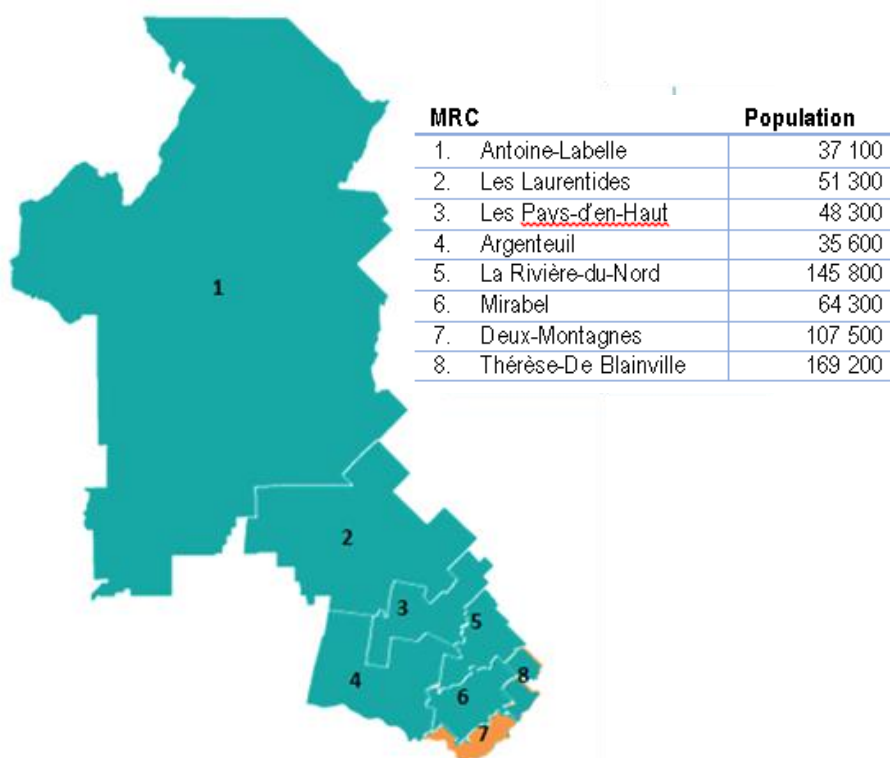 MRC Population
1. Antoine-Labelle 37 100
2. Les Laurentides 51 300
3. Les Pays-d'en-Haut 48 300
4. Argenteuil 35 600
5. La Rivière-du-Nord 145 800
6. Mirabel 64 300
7. Deux-Montagnes 107 500
8. Thérèse-De Blainville 169 200
1
2
3
5
4
8
6
7